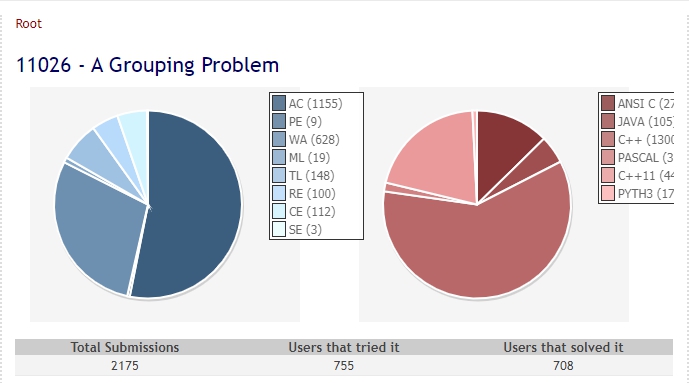 Root
11026 - A Grouping Problem
AC (1155)
PE (9)
WA (628)
ML (19)
TL (148)
RE (100)
CE (112)
SE (3)
ANSI C (27
JAVA (105)
C++ (1300
PASCAL (3
C++11 (44
PYTH3 (17
Total Submissions Users that tried it Users that solved it
2175 755 708